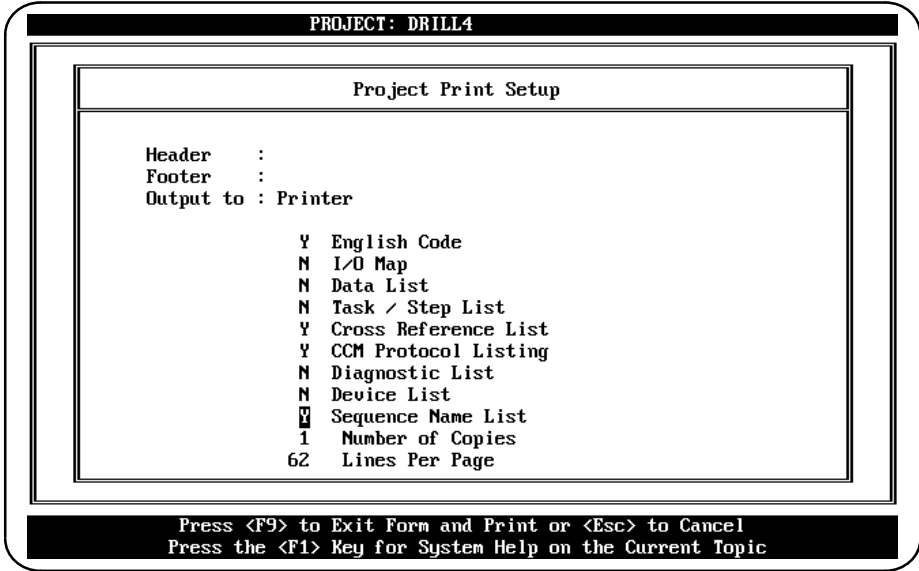 PROJECT: DRILL4
Project Print Setup
Header :
Footer :
Output to : Printer
Y English Code
N I/O Map
N Data List
N Task / Step List
Y Cross Reference List
Y CCM Protocol Listing
N Diagnostic List
N Device List
Y Sequence Name List
1 Number of Copies
62 Lines Per Page
Press <F9> to Exit Form and Print or <Esc> to Cancel
Press the <F1> Key for System Help on the Current Topic